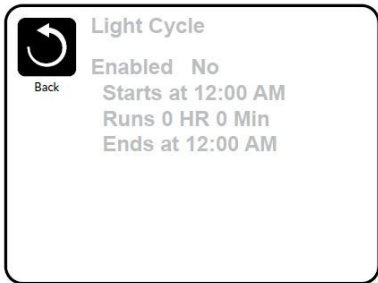 Light Cycle
Back
Enabled No
Starts at 12:00 AM
Runs 0 HR 0 Min
Ends at 12:00 AM